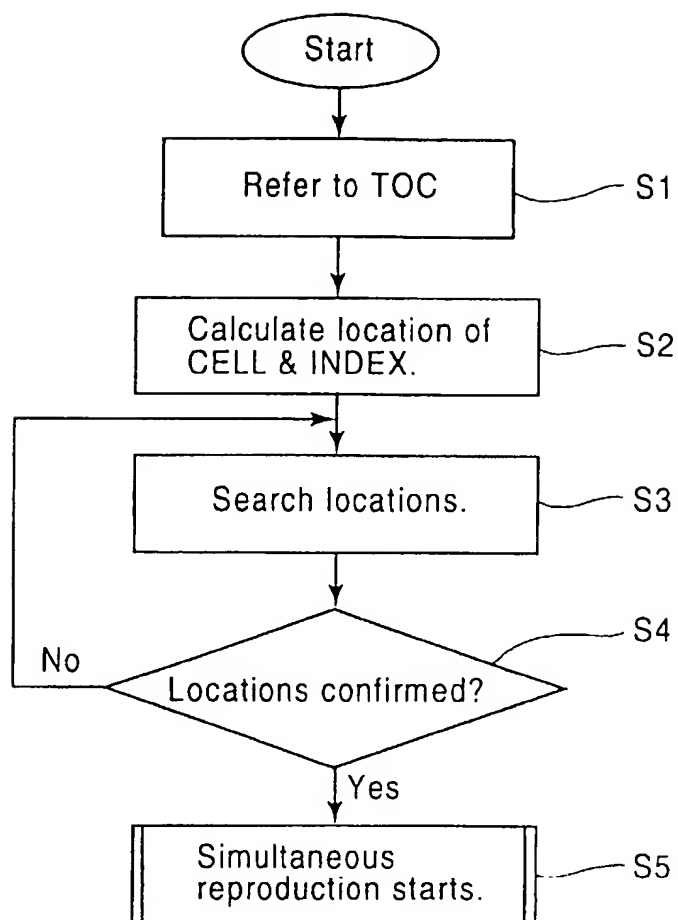 Start
Refer to TOC
S1
Calculate location of
CELL & INDEX.
S2
Search locations.
S3
S4
No
Locations confirmed?
Yes
Simultaneous
reproduction starts.
S5